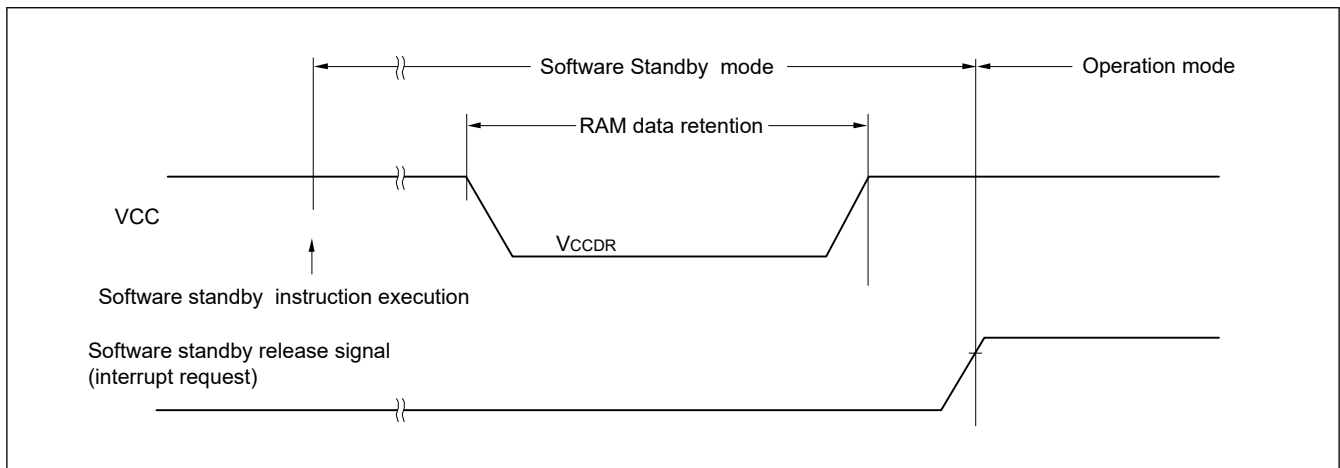 Software Standby mode
Operation mode
RAM data retention
VCC
VCCDR
Software standby instruction execution
Software standby release signal
(interrupt request)